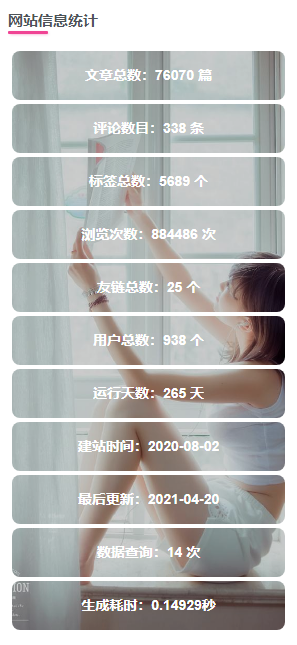 网站信息统计
文章总数：76070 篇
评论数目：338 条
标签总数：5689 个
浏览次数：884486 次
友链总数：25 个
用户总数：938 个
运行天数：265 天
建站时间：2020-08-02
最后更新：2021-04-20
数据查询：14 次
生成耗时：0.14929秒